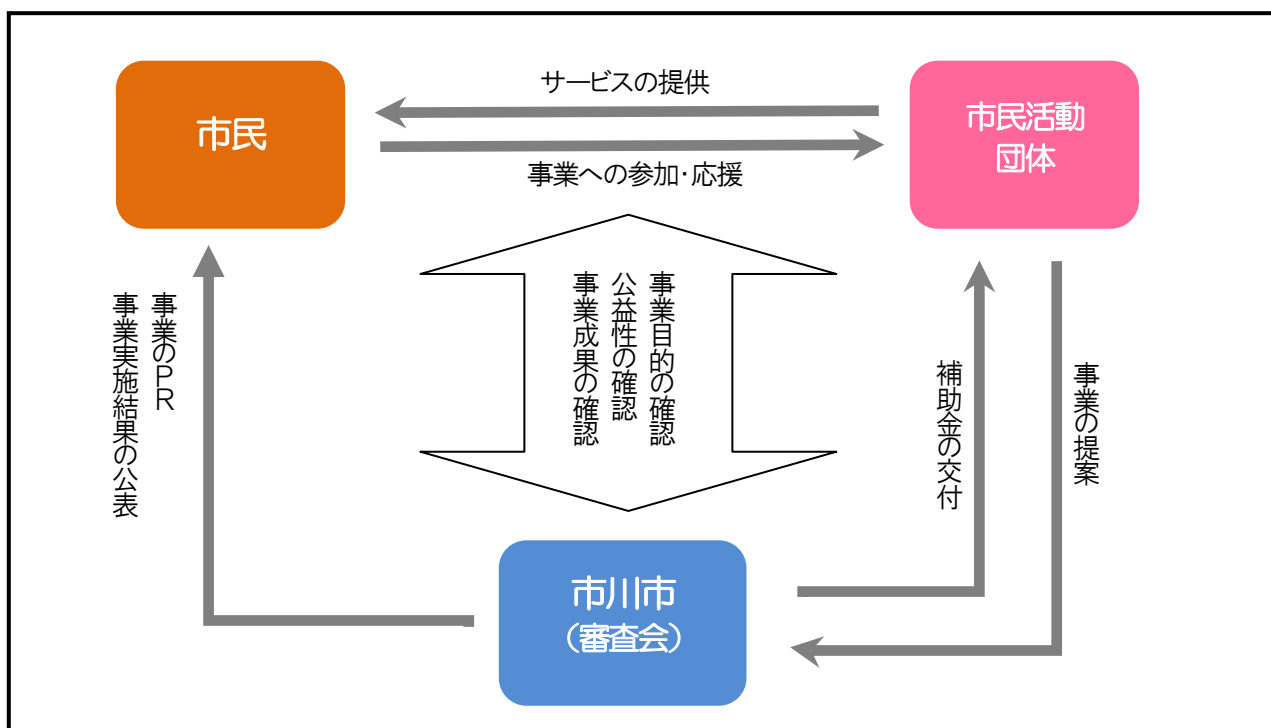 サービスの提供
市民
市民活動
団体
事業への参加・応援
事業目的の確認
公益性の確認
事業成果の確認
事業のPR
事業実施結果の公表
補助金の交付
事業の提案
市川市
（審査会）